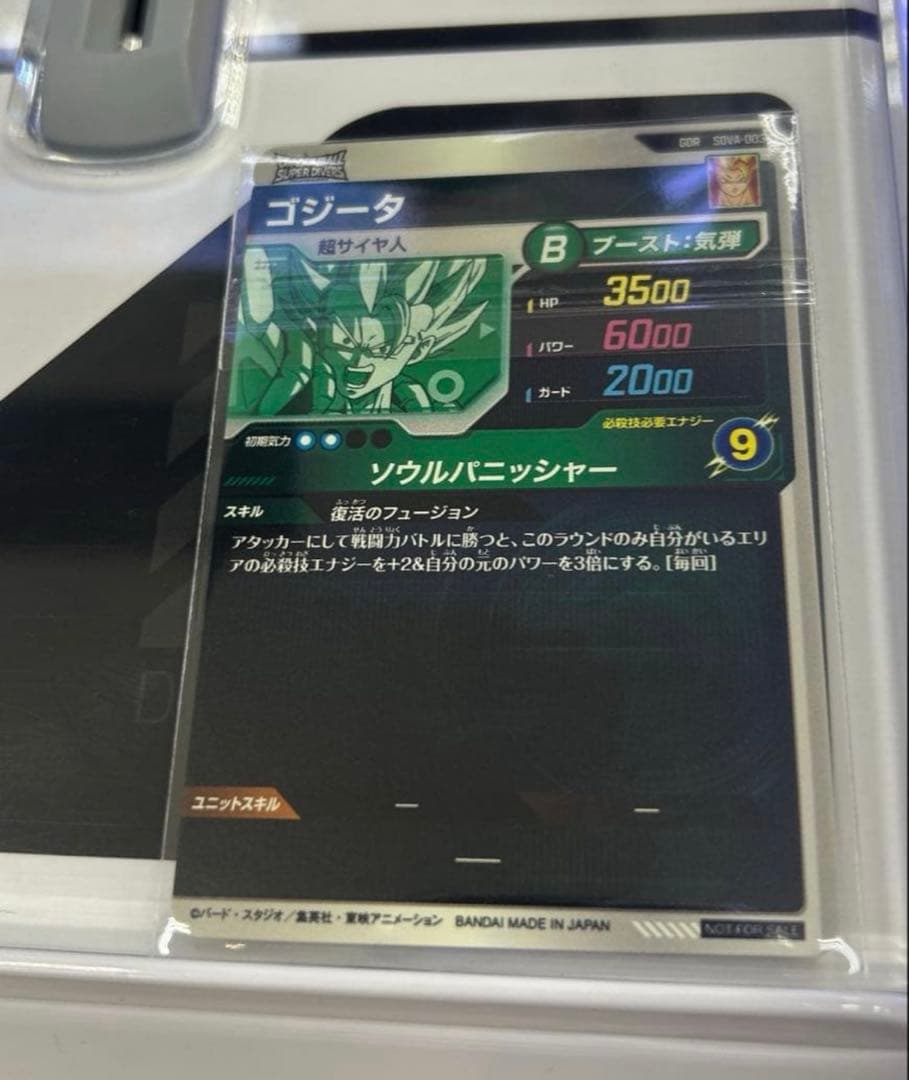 GDR SDVA-003
DRAGONBALL
SUPER DIVERS
ゴジータ
超サイヤ人
B ブースト:気弾
HP 3500
パワー 6000
ガード 2000
必殺技必要エナジー
9
初期気力
ソウルパニッシャー
スキル 復活のフュージョン
アタッカーにして戦闘力バトルに勝つと、このラウンドのみ自分がいるエリ
アの必殺技エナジーを+2&自分の元のパワーを3倍にする。[毎回]
ユニットスキル — —
—
©バード・スタジオ/集英社・東映アニメーション BANDAI MADE IN JAPAN
NOT FOR SALE